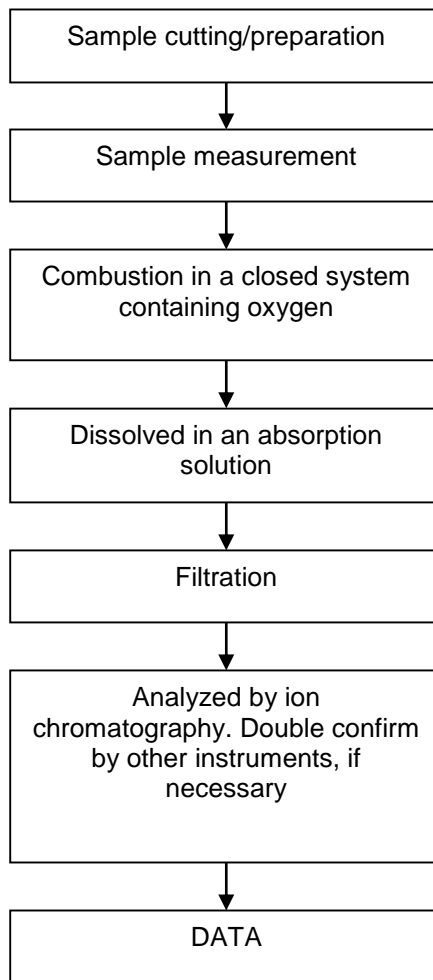 Sample cutting/preparation
Sample measurement
Combustion in a closed system
containing oxygen
Dissolved in an absorption
solution
Filtration
Analyzed by ion
chromatography. Double confirm
by other instruments, if
necessary
DATA